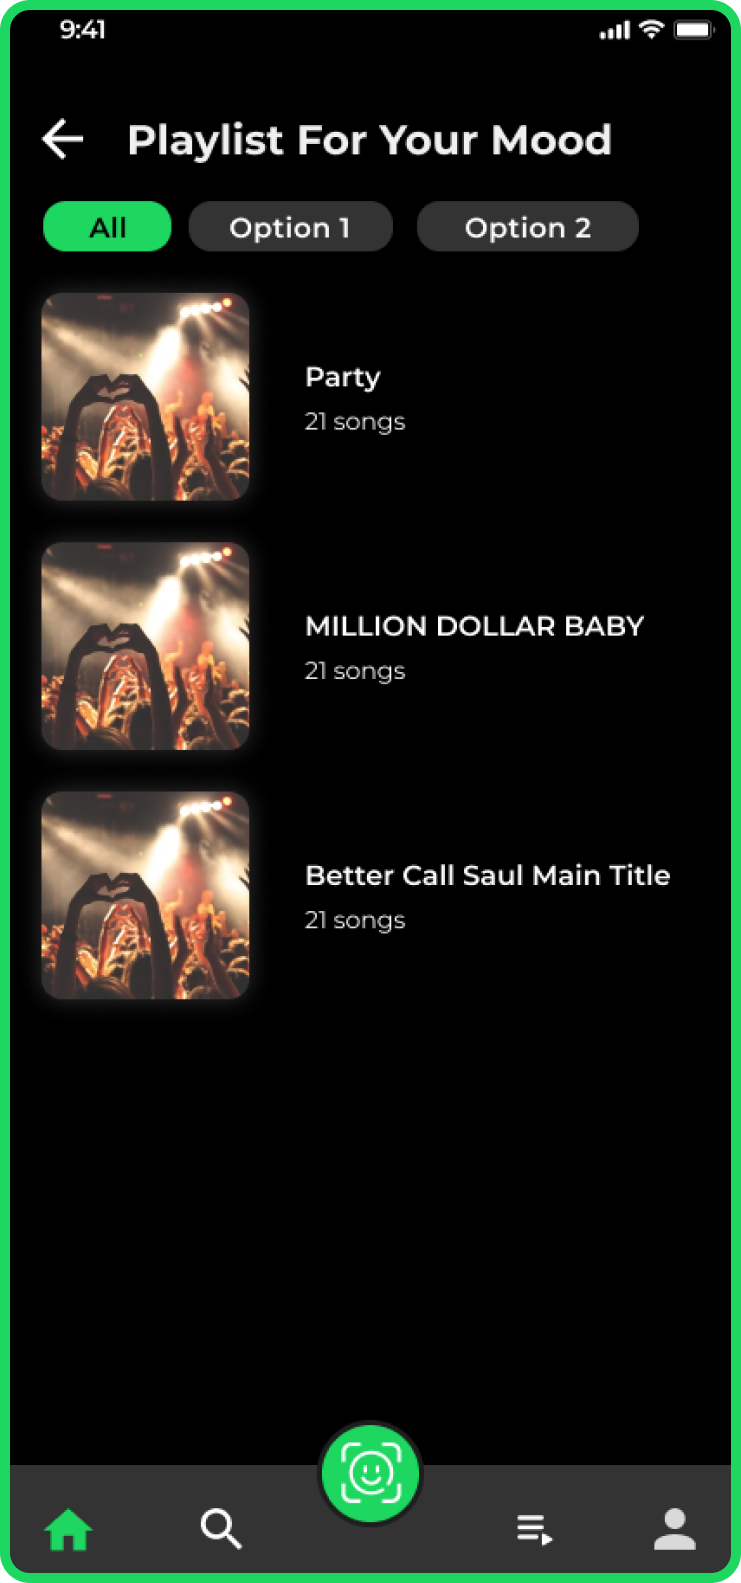 9:41
Playlist For Your Mood
All Option 1 Option 2
Party
21 songs
MILLION DOLLAR BABY
21 songs
Better Call Saul Main Title
21 songs